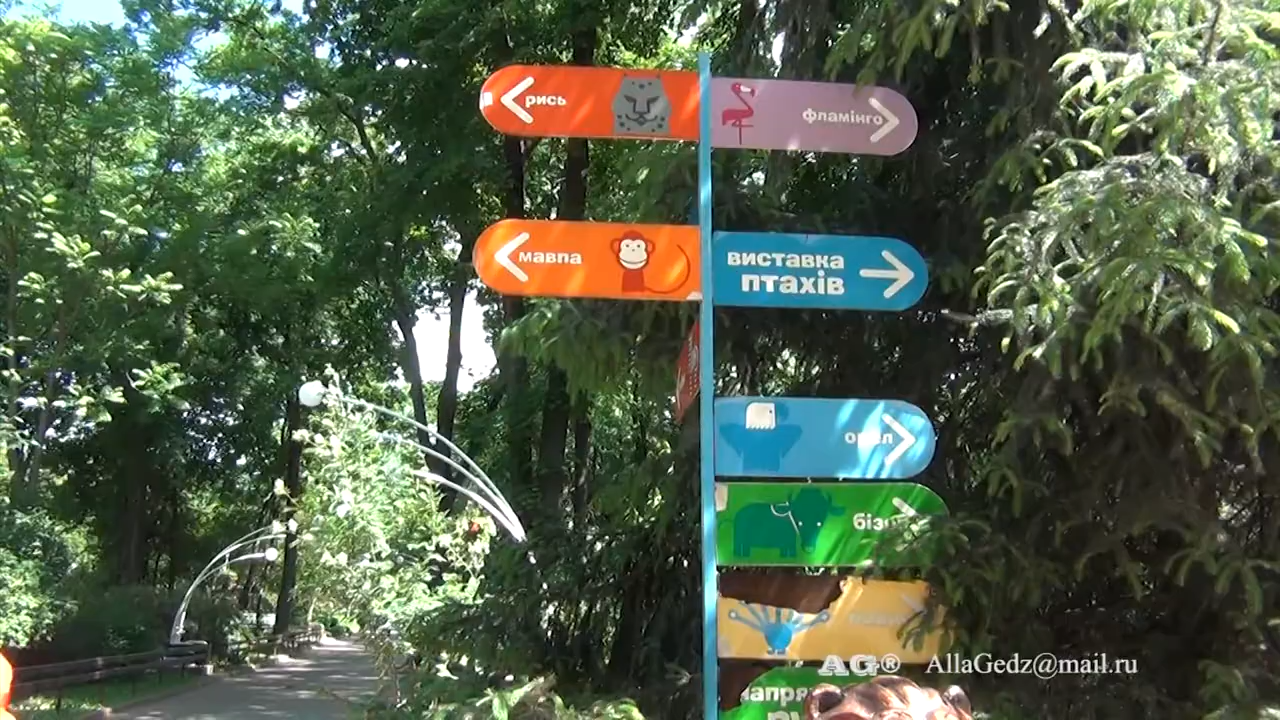 рись
фламінго
мавпа
виставка
птахів
орел
AG® AllaGedz@mail.ru